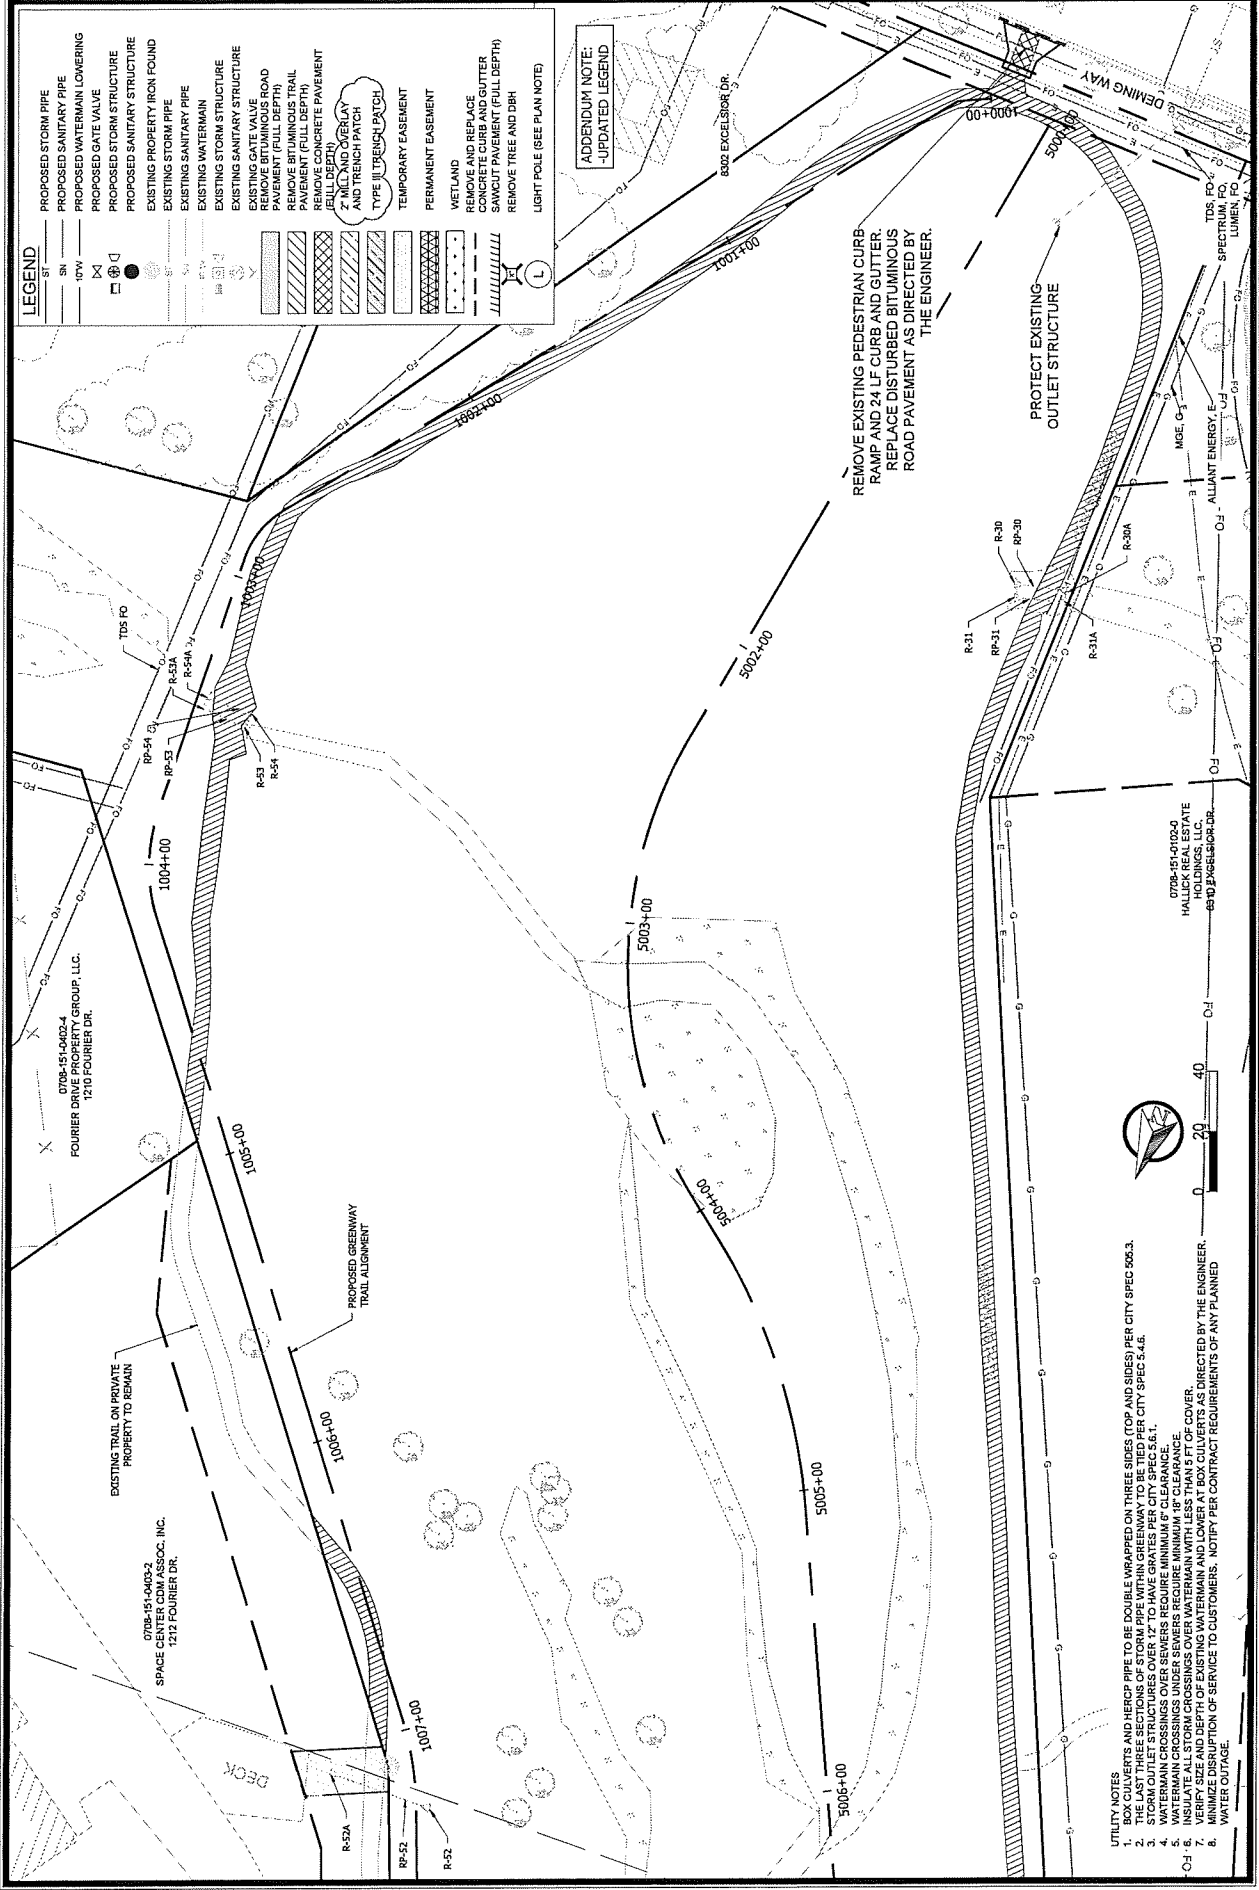 LEGEND
ST
PROPOSED STORM PIPE
SN
PROPOSED SANITARY PIPE
10"W
PROPOSED WATERMAIN LOWERING
PROPOSED GATE VALVE
PROPOSED STORM STRUCTURE
PROPOSED SANITARY STRUCTURE
EXISTING PROPERTY IRON FOUND
EXISTING STORM PIPE
EXISTING SANITARY PIPE
EXISTING WATERMAIN
EXISTING STORM STRUCTURE
EXISTING SANITARY STRUCTURE
EXISTING GATE VALVE
REMOVE BITUMINOUS ROAD
PAVEMENT (FULL DEPTH)
REMOVE BITUMINOUS TRAIL
PAVEMENT (FULL DEPTH)
REMOVE CONCRETE PAVEMENT
(FULL DEPTH)
2" MILL AND OVERLAY
AND TRENCH PATCH
TYPE III TRENCH PATCH
TEMPORARY EASEMENT
PERMANENT EASEMENT
WETLAND
REMOVE AND REPLACE
CONCRETE CURB AND GUTTER
SAWCUT PAVEMENT (FULL DEPTH)
REMOVE TREE AND DBH
L
LIGHT POLE (SEE PLAN NOTE)
ADDENDUM NOTE:
-UPDATED LEGEND
8302 EXCELSIOR DR.
DEMING WAY
1000+00
1001+00
1002+00
1003+00
1004+00
1005+00
1006+00
1007+00
5000+00
5002+00
5003+00
5004+00
5005+00
5006+00
REMOVE EXISTING PEDESTRIAN CURB
RAMP AND 24 LF CURB AND GUTTER.
REPLACE DISTURBED BITUMINOUS
ROAD PAVEMENT AS DIRECTED BY
THE ENGINEER.
PROTECT EXISTING
OUTLET STRUCTURE
TDS, FO
SPECTRUM, FO,
LUMEN, FO
MGE, G
ALLIANT ENERGY, E
TDS FO
R-53A
R-54A
RP-54
RP-53
R-53
R-54
R-30
RP-30
R-31
RP-31
R-30A
R-31A
0708-151-0402-4
FOURIER DRIVE PROPERTY GROUP, LLC.
1210 FOURIER DR.
0708-151-0102-0
HALLICK REAL ESTATE
HOLDINGS, LLC.
8310 EXCELSIOR DR.
EXISTING TRAIL ON PRIVATE
PROPERTY TO REMAIN
PROPOSED GREENWAY
TRAIL ALIGNMENT
0708-151-0403-2
SPACE CENTER CDM ASSOC. INC.
1212 FOURIER DR.
DECK
R-52A
RP-52
R-52
0 20 40
UTILITY NOTES
1. BOX CULVERTS AND HERCP PIPE TO BE DOUBLE WRAPPED ON THREE SIDES (TOP AND SIDES) PER CITY SPEC 505.3.
2. THE LAST THREE SECTIONS OF STORM PIPE WITHIN GREENWAY TO BE TIED PER CITY SPEC 5.4.6.
3. STORM OUTLET STRUCTURES OVER 12" TO HAVE GRATES PER CITY SPEC 5.6.1.
4. WATERMAIN CROSSINGS OVER SEWERS REQUIRE MINIMUM 6" CLEARANCE.
5. WATERMAIN CROSSINGS UNDER SEWERS REQUIRE MINIMUM 18" CLEARANCE.
6. INSULATE ALL STORM CROSSINGS OVER WATERMAIN WITH LESS THAN 5 FT OF COVER.
7. VERIFY SIZE AND DEPTH OF EXISTING WATERMAIN AND LOWER AT BOX CULVERTS AS DIRECTED BY THE ENGINEER.
8. MINIMIZE DISRUPTION OF SERVICE TO CUSTOMERS. NOTIFY PER CONTRACT REQUIREMENTS OF ANY PLANNED
WATER OUTAGE.